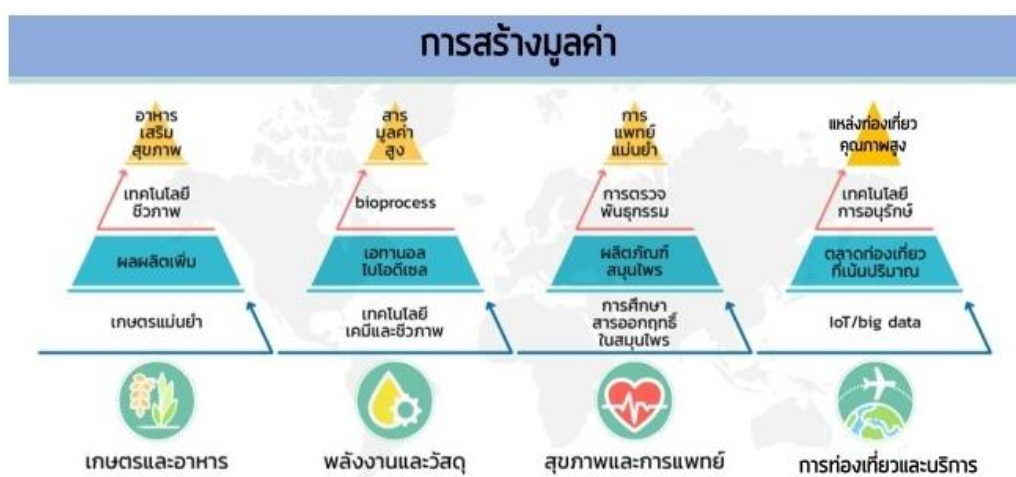 การสร้างมูลค่า
อาหาร
เสริม
สุขภาพ
เทคโนโลยี
ชีวภาพ
ผลผลิตเพิ่ม
เกษตรแม่นยำ
เกษตรและอาหาร
สาร
มูลค่า
สูง
bioprocess
เอทานอล
ไบโอดีเซล
เทคโนโลยี
เคมีและชีวภาพ
พลังงานและวัสดุ
การ
แพทย์
แม่นยำ
การตรวจ
พันธุกรรม
ผลิตภัณฑ์
สมุนไพร
การศึกษา
สารออกฤทธิ์
ในสมุนไพร
สุขภาพและการแพทย์
แหล่งท่องเที่ยว
คุณภาพสูง
เทคโนโลยี
การอนุรักษ์
ตลาดท่องเที่ยว
ที่เน้นปริมาณ
IoT/big data
การท่องเที่ยวและบริการ